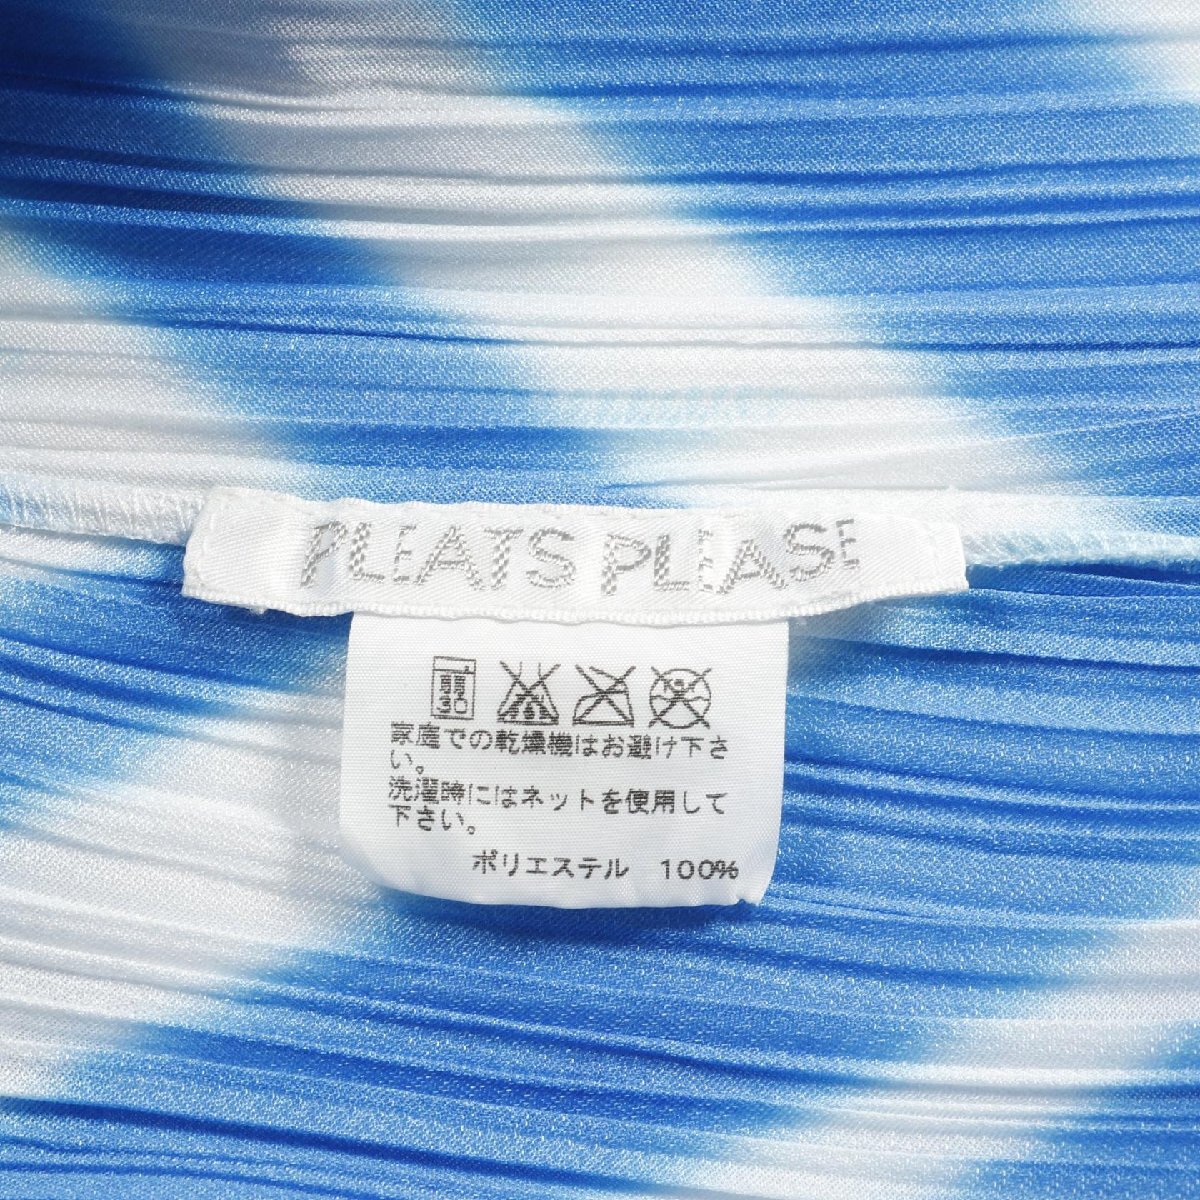 PLEATS PLEASE
弱
30
家庭での乾燥機はお避け下さ
い。
洗濯時にはネットを使用して
下さい。
ポリエステル 100%